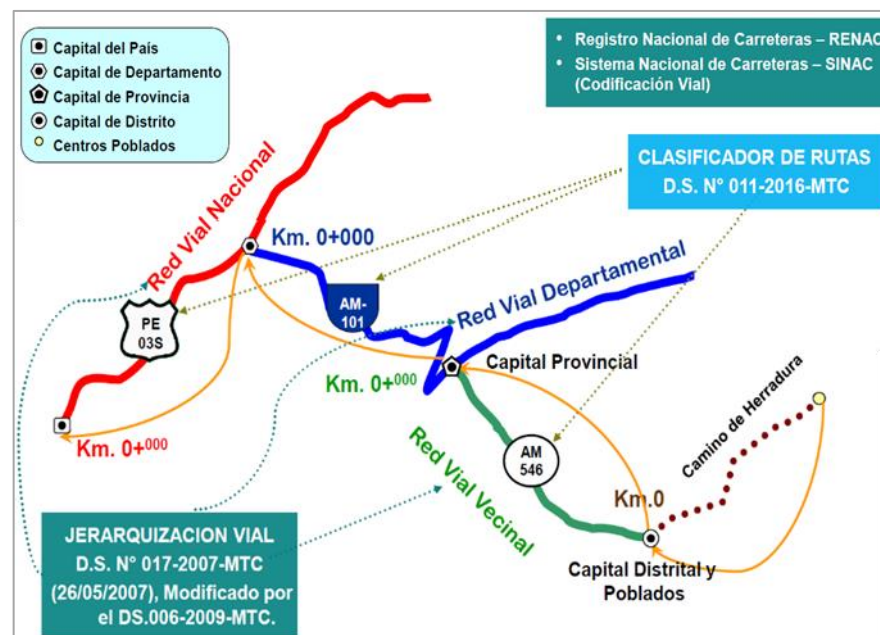 Capital del País
Capital de Departamento
Capital de Provincia
Capital de Distrito
Centros Poblados
• Registro Nacional de Carreteras – RENAC
• Sistema Nacional de Carreteras – SINAC
(Codificación Vial)
CLASIFICADOR DE RUTAS
D.S. N° 011-2016-MTC
Red Vial Nacional
Km. 0+000
AM-
101
Red Vial Departamental
PE
03S
Capital Provincial
Km. 0+000
Km. 0+000
Red Vial Vecinal
AM
546
Camino de Herradura
Km.0
Capital Distrital y
Poblados
JERARQUIZACION VIAL
D.S. N° 017-2007-MTC
(26/05/2007), Modificado por
el DS.006-2009-MTC.